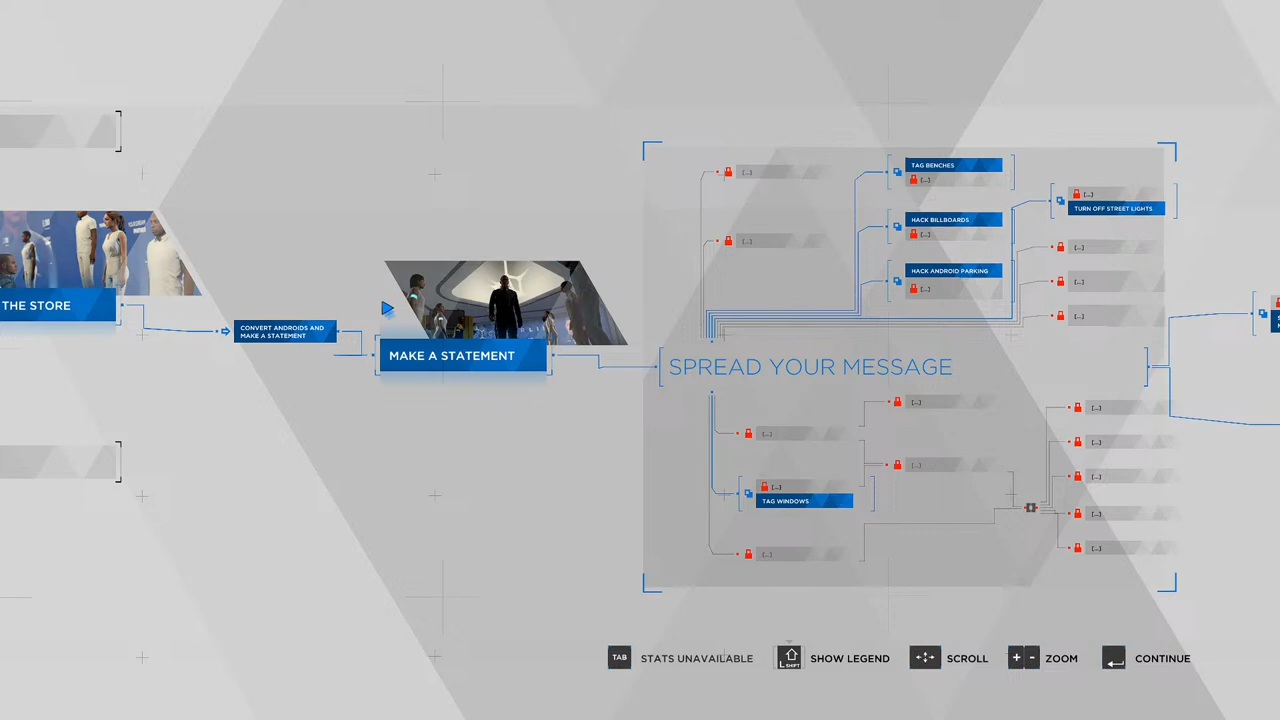 THE STORE
CONVERT ANDROIDS AND
MAKE A STATEMENT
MAKE A STATEMENT
[...]
[...]
TAG BENCHES
[...]
HACK BILLBOARDS
[...]
HACK ANDROID PARKING
[...]
[...]
TURN OFF STREET LIGHTS
[...]
[...]
[...]
SPREAD YOUR MESSAGE
[...]
[...]
TAG WINDOWS
[...]
[...]
[...]
[...]
[...]
[...]
[...]
[...]
TAB STATS UNAVAILABLE
L SHIFT SHOW LEGEND
SCROLL
+ - ZOOM
CONTINUE